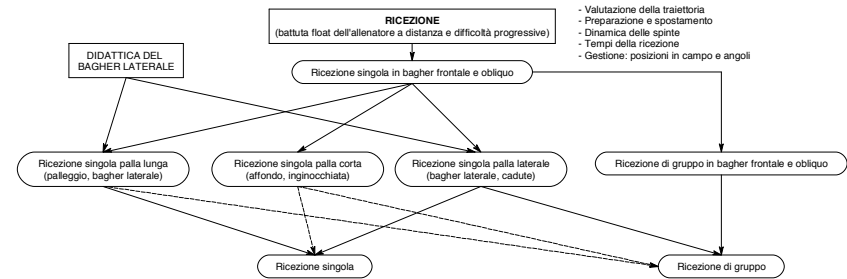 RICEZIONE
(battuta float dell'allenatore a distanza e difficoltà progressive)
- Valutazione della traiettoria
- Preparazione e spostamento
- Dinamica delle spinte
- Tempi della ricezione
- Gestione: posizioni in campo e angoli
DIDATTICA DEL
BAGHER LATERALE
Ricezione singola in bagher frontale e obliquo
Ricezione singola palla lunga
(palleggio, bagher laterale)
Ricezione singola palla corta
(affondo, inginocchiata)
Ricezione singola palla laterale
(bagher laterale, cadute)
Ricezione di gruppo in bagher frontale e obliquo
Ricezione singola
Ricezione di gruppo